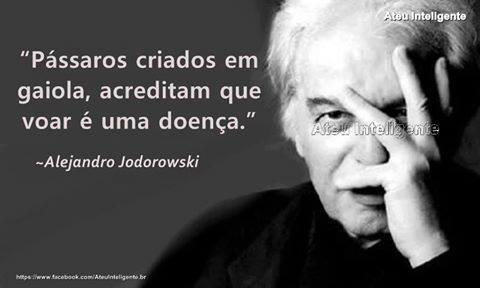 Ateu Inteligente
“Pássaros criados em
gaiola, acreditam que
voar é uma doença.”
Ateu Inteligente
~Alejandro Jodorowski
https://www.facebook.com/AteuInteligente.br